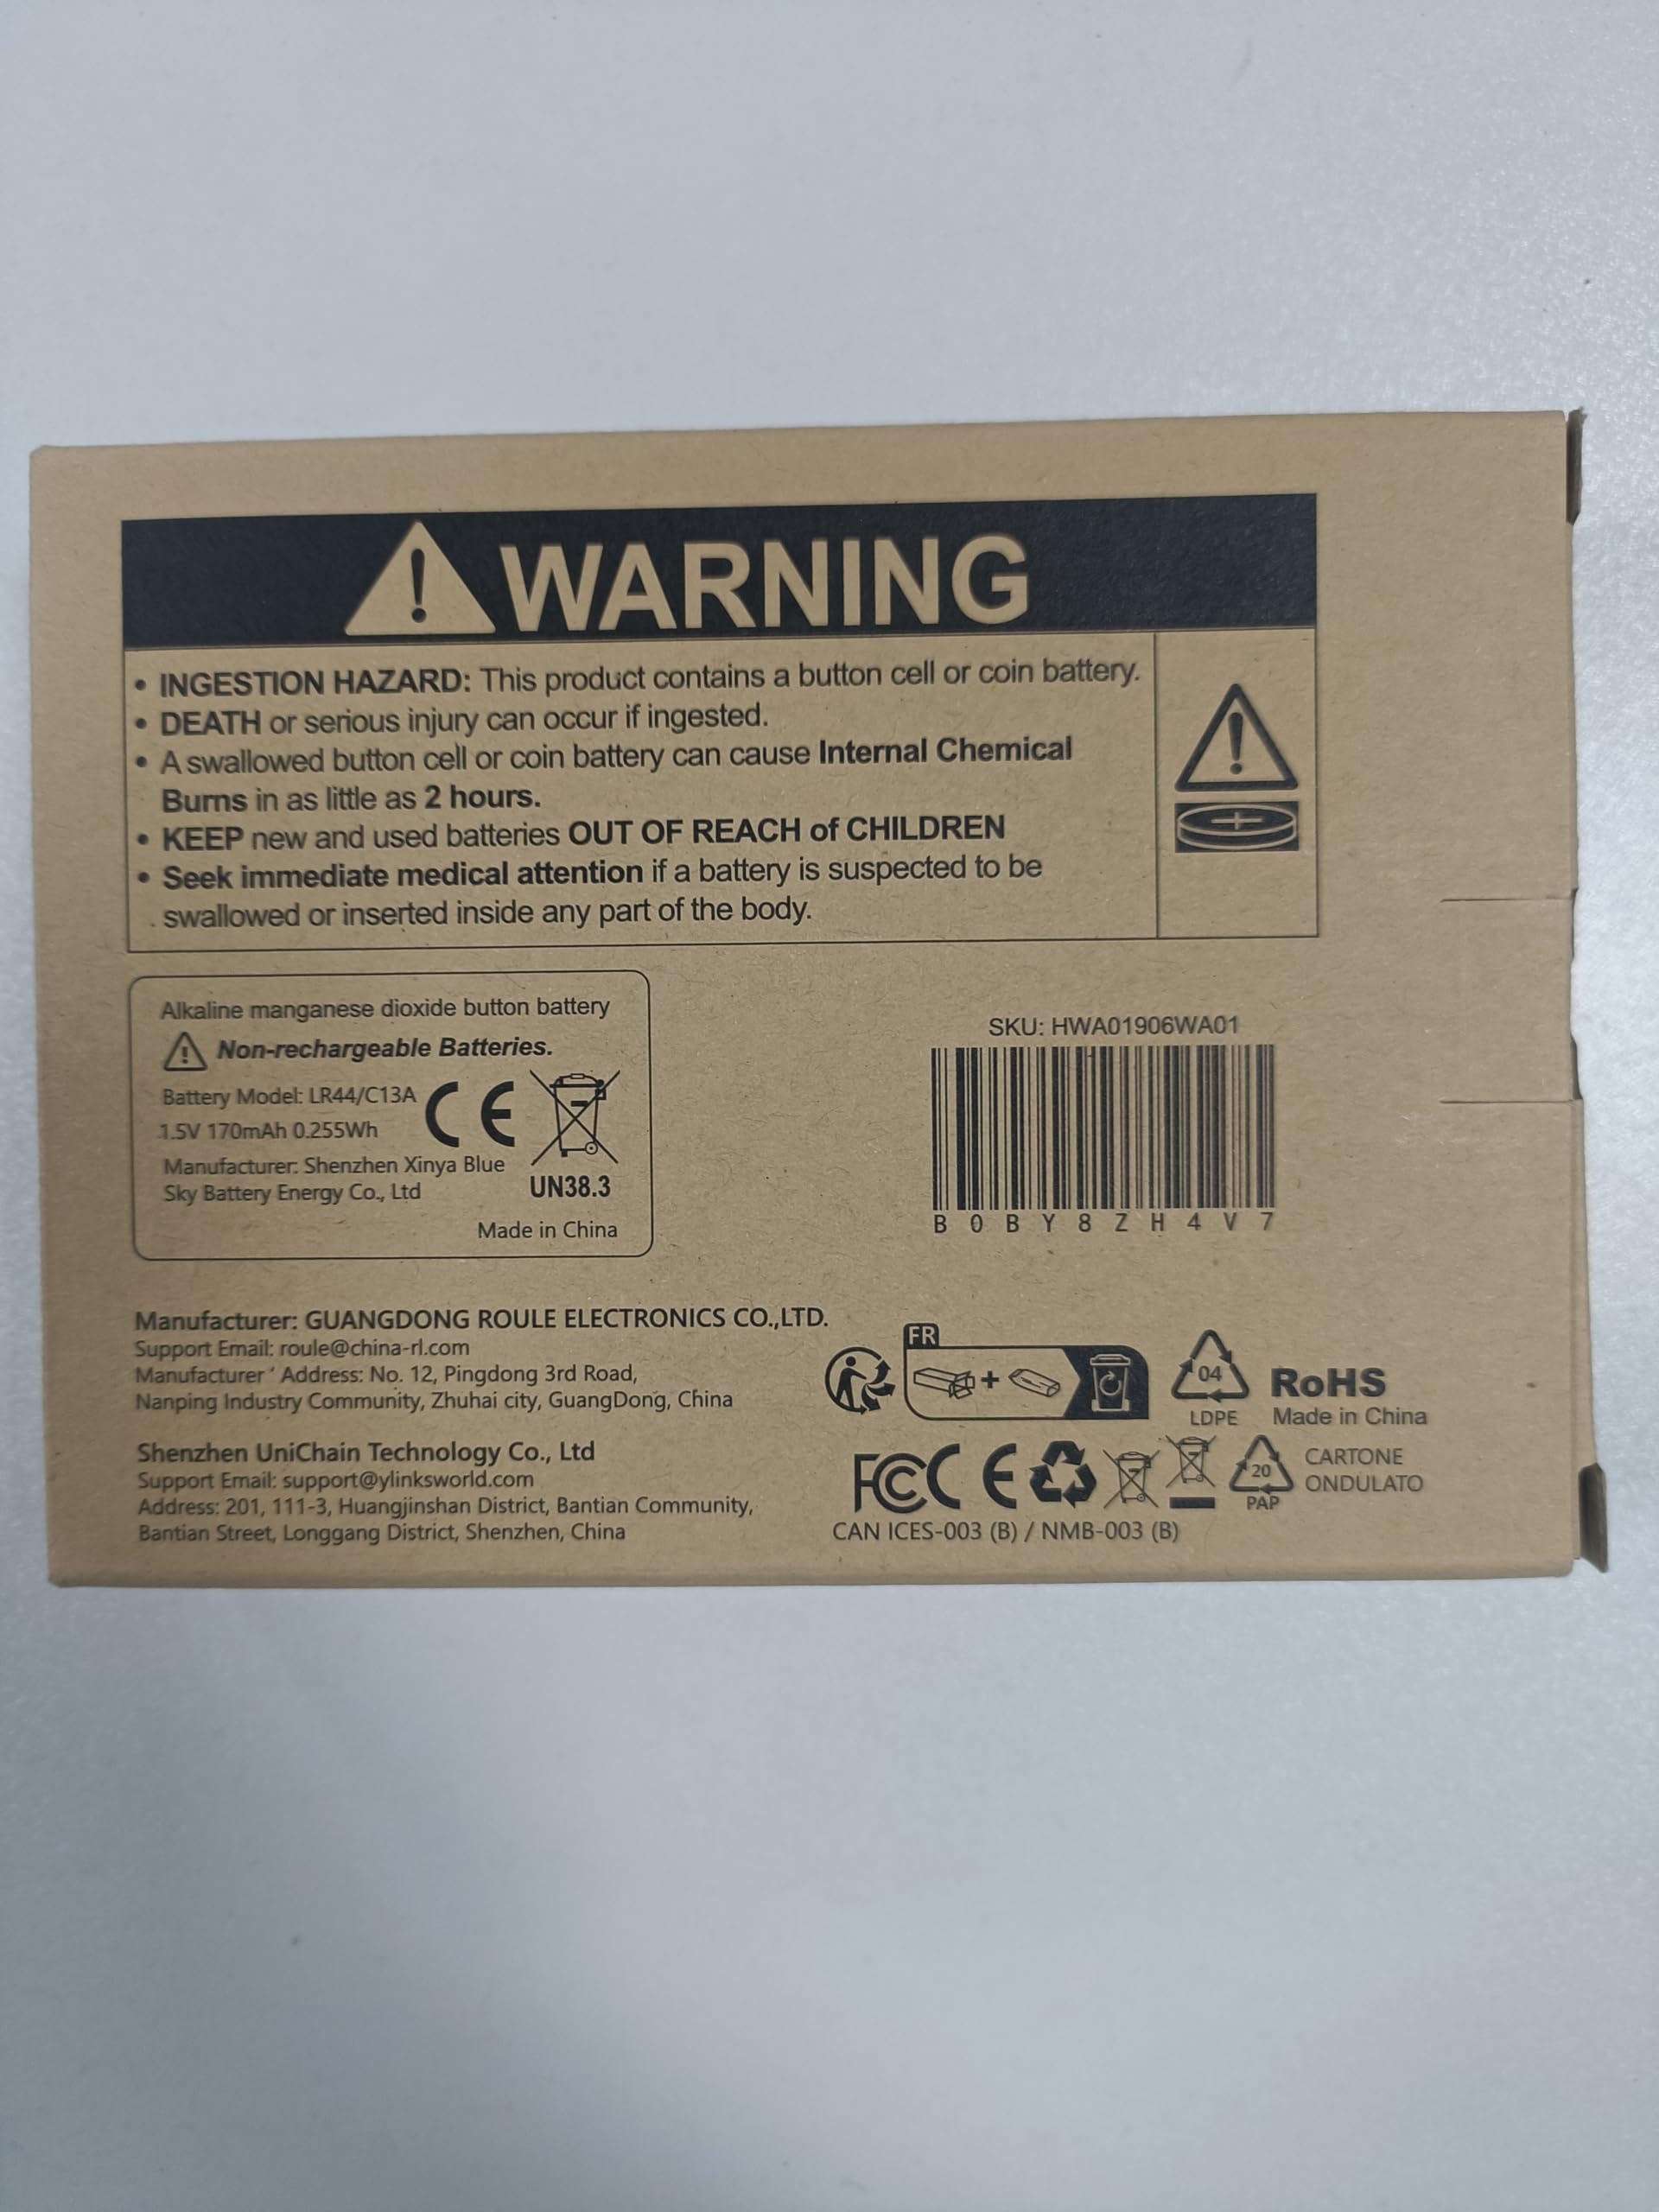 WARNING
• INGESTION HAZARD: This product contains a button cell or coin battery.
• DEATH or serious injury can occur if ingested.
• A swallowed button cell or coin battery can cause Internal Chemical
Burns in as little as 2 hours.
• KEEP new and used batteries OUT OF REACH of CHILDREN
• Seek immediate medical attention if a battery is suspected to be
. swallowed or inserted inside any part of the body.
Alkaline manganese dioxide button battery
Non-rechargeable Batteries.
Battery Model: LR44/C13A
1.5V 170mAh 0.255Wh
CE
Manufacturer: Shenzhen Xinya Blue
Sky Battery Energy Co., Ltd
UN38.3
Made in China
SKU: HWA01906WA01
B0BY8ZH4V7
Manufacturer: GUANGDONG ROULE ELECTRONICS CO.,LTD.
Support Email: roule@china-rl.com
Manufacturer ' Address: No. 12, Pingdong 3rd Road,
Nanping Industry Community, Zhuhai city, GuangDong, China
Shenzhen UniChain Technology Co., Ltd
Support Email: support@ylinksworld.com
Address: 201, 111-3, Huangjinshan District, Bantian Community,
Bantian Street, Longgang District, Shenzhen, China
FR
04
LDPE
RoHS
Made in China
FC CE
20
PAP
CARTONE
ONDULATO
CAN ICES-003 (B) / NMB-003 (B)